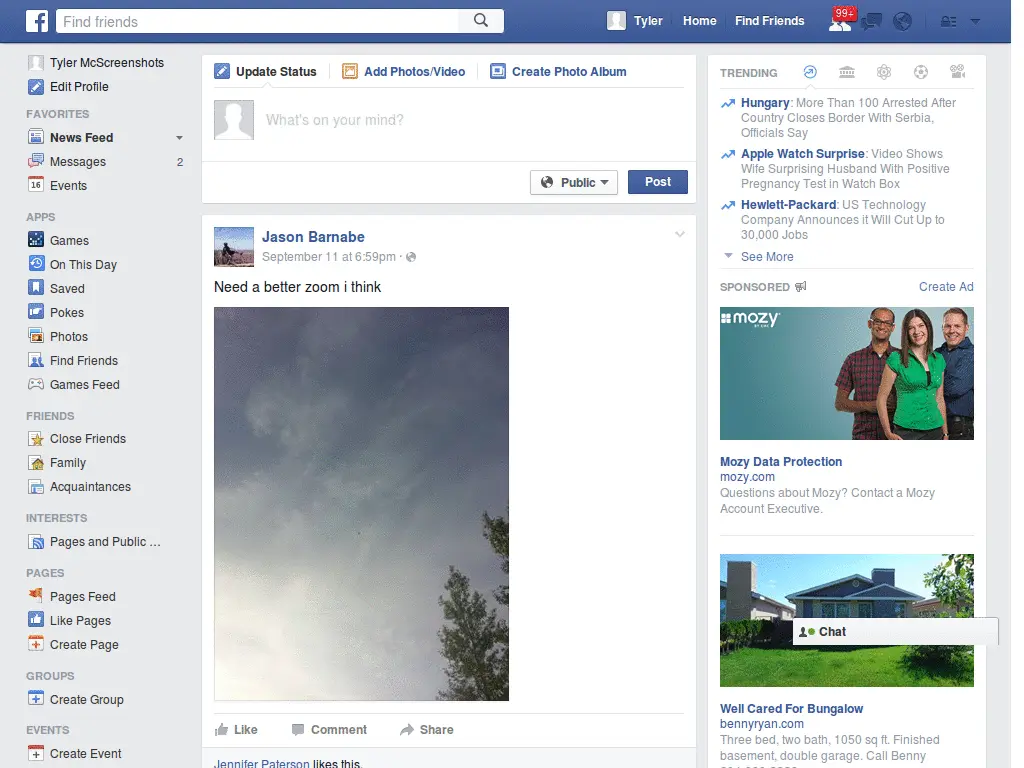 Find friends
Tyler
Home
Find Friends
99+
Tyler McScreenshots
Edit Profile
FAVORITES
News Feed
Messages 2
16 Events
APPS
Games
On This Day
Saved
Pokes
Photos
Find Friends
Games Feed
FRIENDS
Close Friends
Family
Acquaintances
INTERESTS
Pages and Public ...
PAGES
Pages Feed
Like Pages
Create Page
GROUPS
Create Group
EVENTS
Create Event
Update Status Add Photos/Video Create Photo Album
What's on your mind?
Public Post
Jason Barnabe
September 11 at 6:59pm ·
Need a better zoom i think
Like Comment Share
Jennifer Paterson likes this.
TRENDING
Hungary: More Than 100 Arrested After
Country Closes Border With Serbia,
Officials Say
Apple Watch Surprise: Video Shows
Wife Surprising Husband With Positive
Pregnancy Test in Watch Box
Hewlett-Packard: US Technology
Company Announces it Will Cut Up to
30,000 Jobs
See More
SPONSORED Create Ad
mozy
BY EMC
Mozy Data Protection
mozy.com
Questions about Mozy? Contact a Mozy
Account Executive.
Chat
Well Cared For Bungalow
bennyryan.com
Three bed, two bath, 1050 sq ft. Finished
basement, double garage. Call Benny